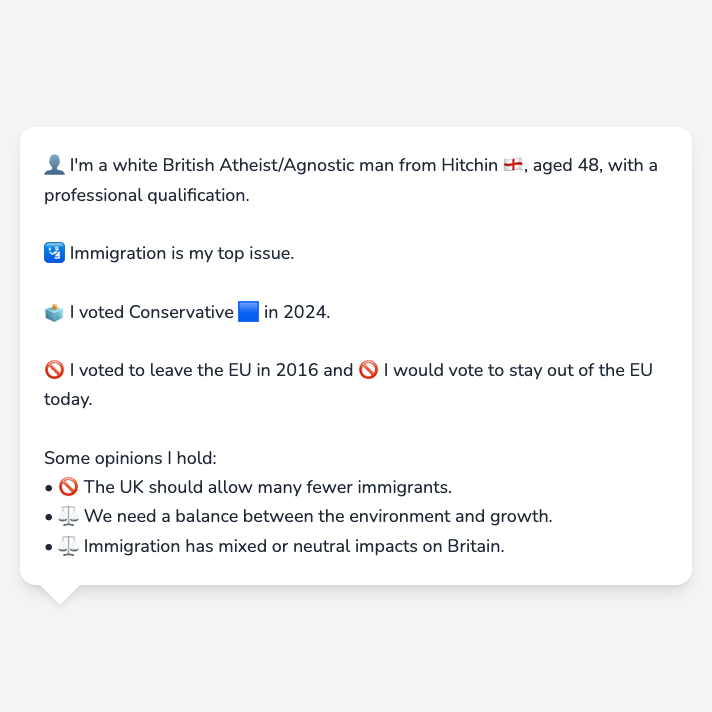 👤 I'm a white British Atheist/Agnostic man from Hitchin 🏴󠁧󠁢󠁥󠁮󠁧󠁿, aged 48, with a
professional qualification.
🛂 Immigration is my top issue.
🗳️ I voted Conservative 🟦 in 2024.
🚫 I voted to leave the EU in 2016 and 🚫 I would vote to stay out of the EU
today.
Some opinions I hold:
• 🚫 The UK should allow many fewer immigrants.
• ⚖️ We need a balance between the environment and growth.
• ⚖️ Immigration has mixed or neutral impacts on Britain.